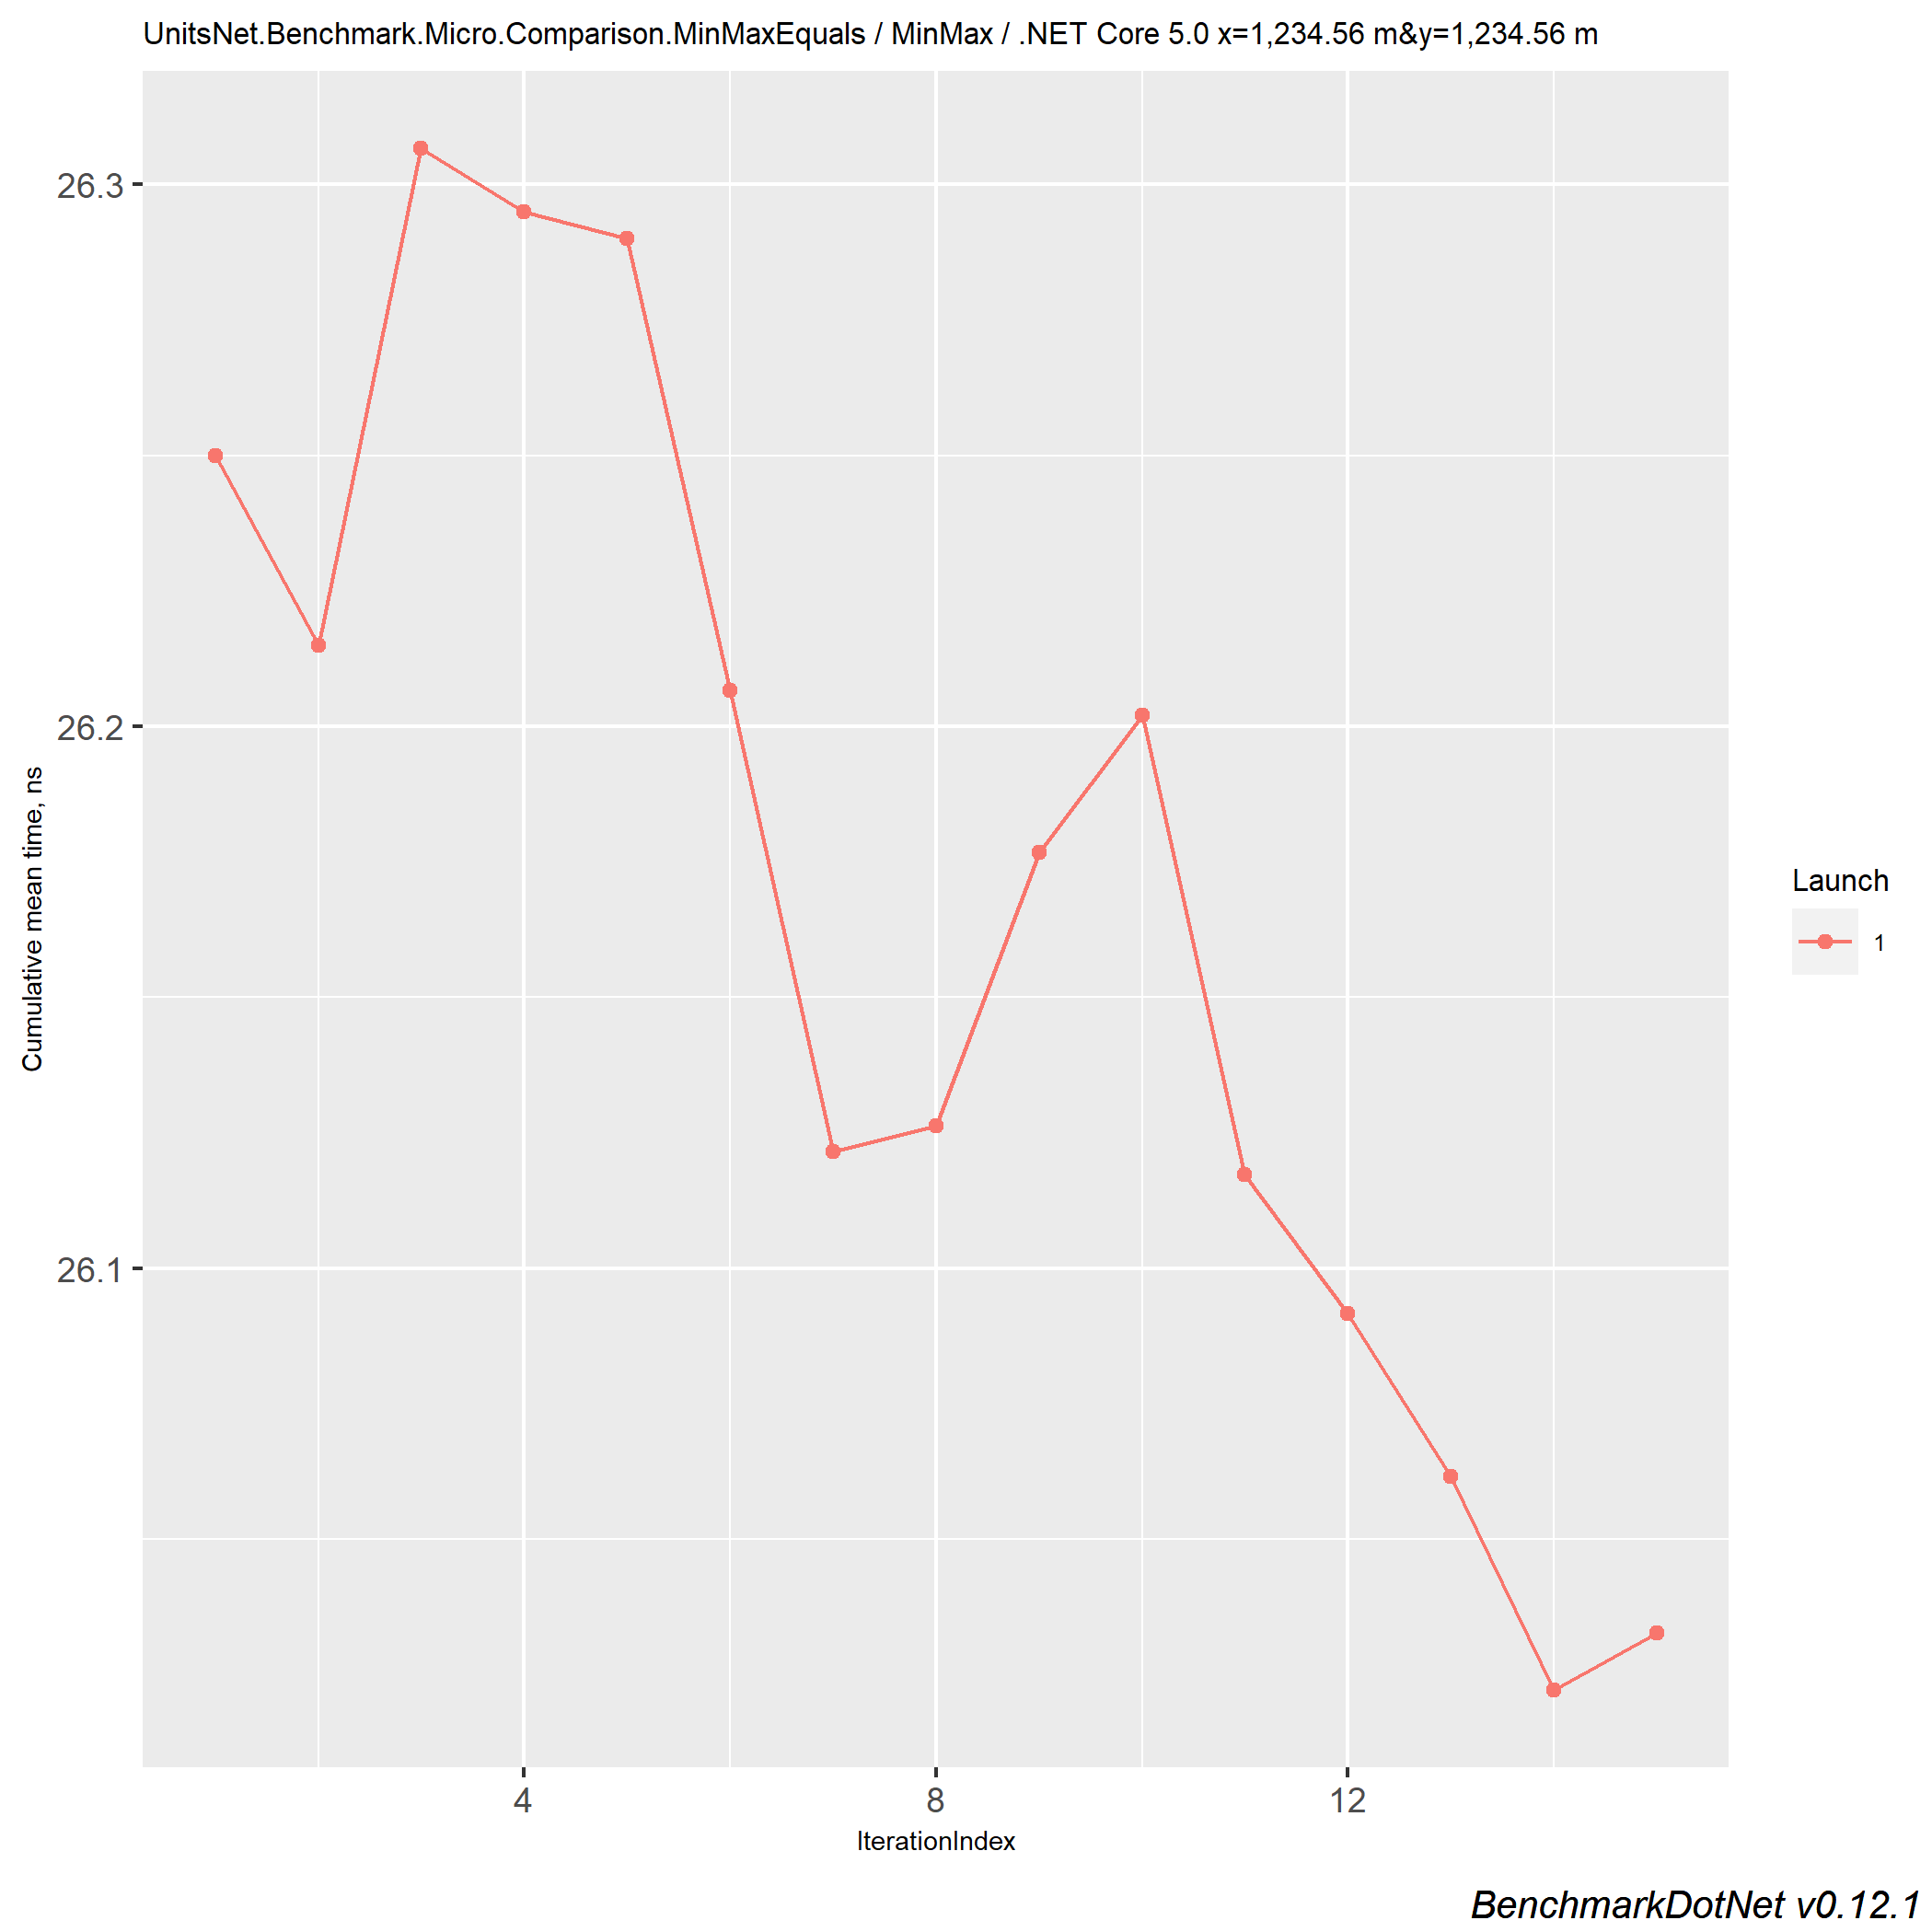 UnitsNet.Benchmark.Micro.Comparison.MinMaxEquals / MinMax / .NET Core 5.0 x=1,234.56 m&y=1,234.56 m
26.3
26.2
26.1
Cumulative mean time, ns
4 8 12
IterationIndex
Launch
1
BenchmarkDotNet v0.12.1